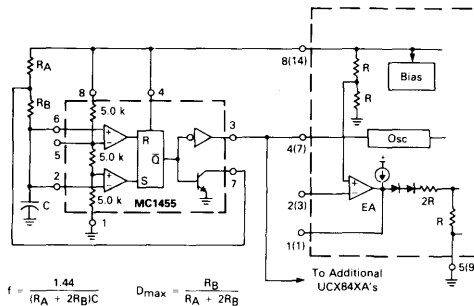 RA
RB
8
4
8(14)
R
Bias
R
6
5.0 k
R
3
4(7)
Osc
5
5.0 k
Q
7
2
S
2(3)
EA
2R
5.0 k
MC1455
C
1
1(1)
R
5(9
To Additional
UCX84XA's
f = 1.44 / (RA + 2RB)C
Dmax = RB / RA + 2RB